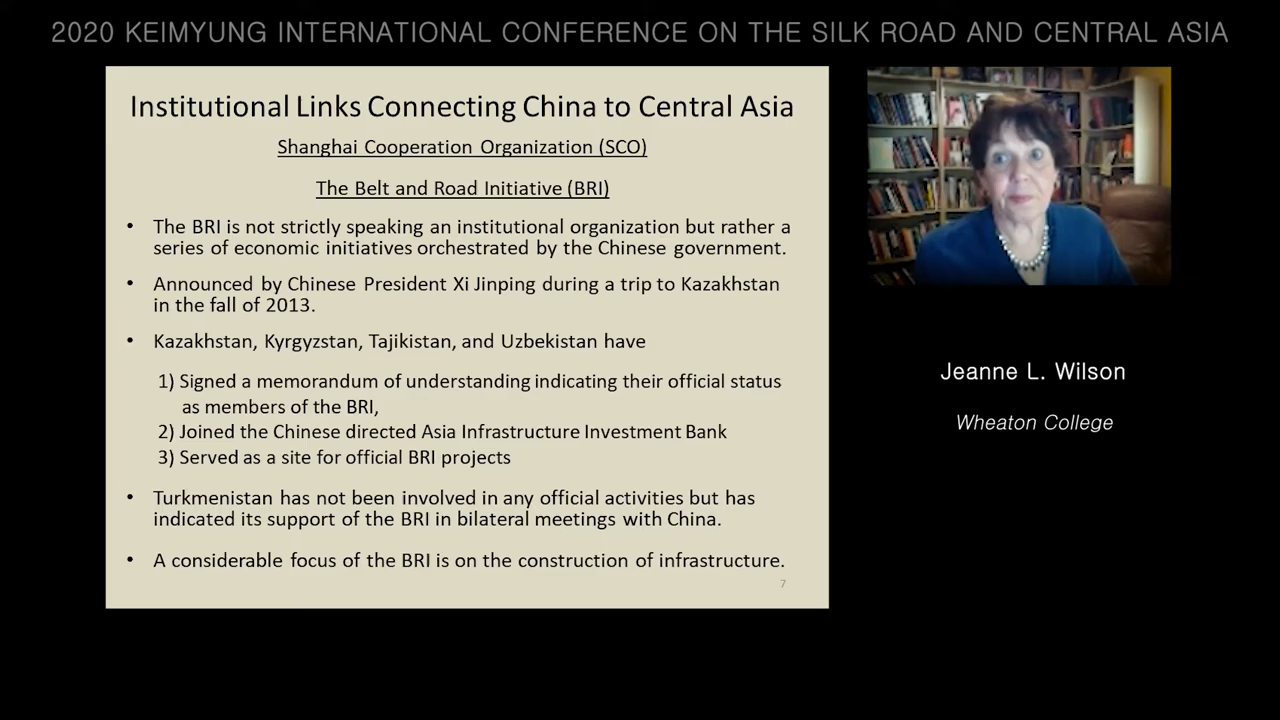 2020 KEIMYUNG INTERNATIONAL CONFERENCE ON THE SILK ROAD AND CENTRAL ASIA
Institutional Links Connecting China to Central Asia
Shanghai Cooperation Organization (SCO)
The Belt and Road Initiative (BRI)
• The BRI is not strictly speaking an institutional organization but rather a
series of economic initiatives orchestrated by the Chinese government.
• Announced by Chinese President Xi Jinping during a trip to Kazakhstan
in the fall of 2013.
• Kazakhstan, Kyrgyzstan, Tajikistan, and Uzbekistan have
1) Signed a memorandum of understanding indicating their official status
as members of the BRI,
2) Joined the Chinese directed Asia Infrastructure Investment Bank
3) Served as a site for official BRI projects
• Turkmenistan has not been involved in any official activities but has
indicated its support of the BRI in bilateral meetings with China.
• A considerable focus of the BRI is on the construction of infrastructure.
7
Jeanne L. Wilson
Wheaton College